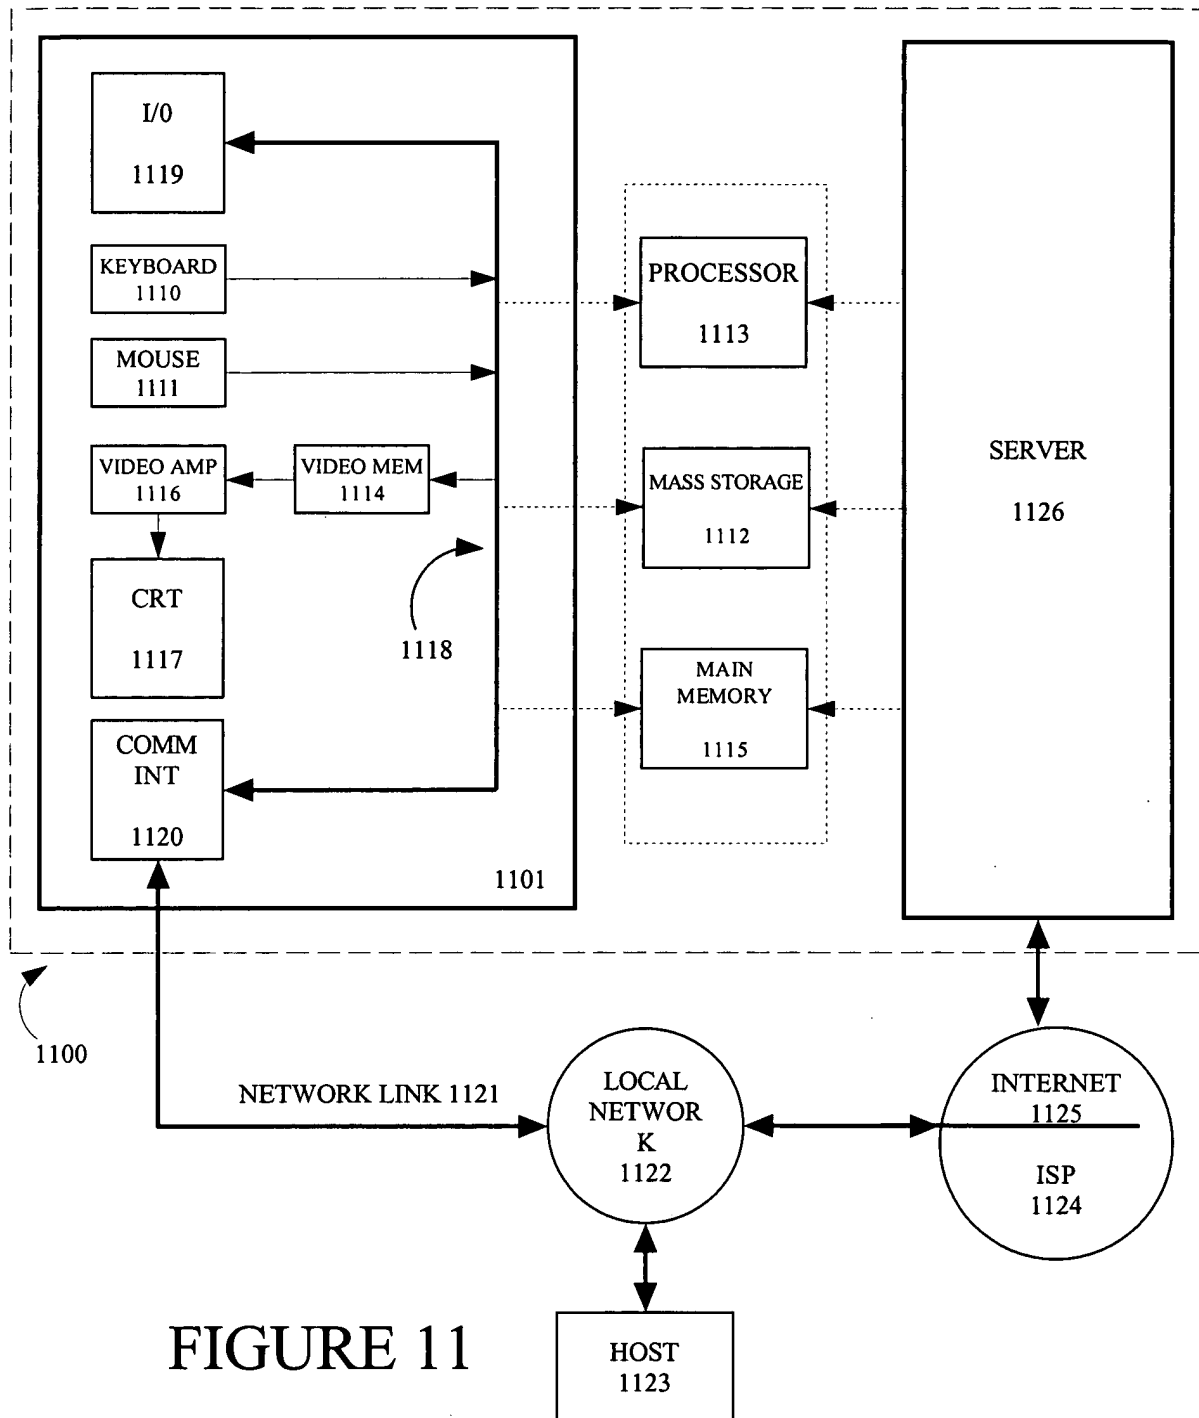 I/0
1119
KEYBOARD
1110
MOUSE
1111
VIDEO AMP
1116
VIDEO MEM
1114
CRT
1117
1118
COMM
INT
1120
1101
PROCESSOR
1113
MASS STORAGE
1112
MAIN
MEMORY
1115
SERVER
1126
1100
NETWORK LINK 1121
LOCAL
NETWOR
K
1122
INTERNET
1125
ISP
1124
HOST
1123
FIGURE 11